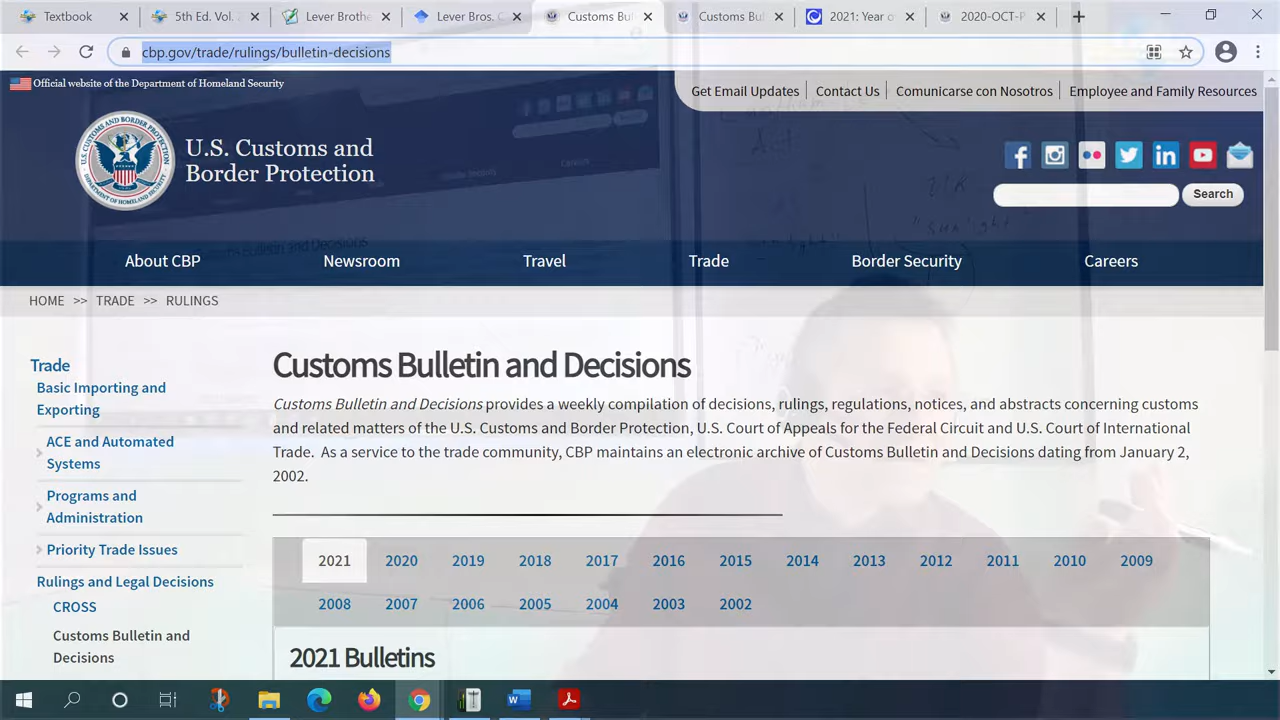 Textbook
5th Ed. Vol. 2
Lever Brothe
Lever Bros. C
Customs Bul
Customs Bul
2021: Year o
2020-OCT-P
cbp.gov/trade/rulings/bulletin-decisions
Official website of the Department of Homeland Security
Get Email Updates
Contact Us
Comunicarse con Nosotros
Employee and Family Resources
U.S. Customs and
Border Protection
Search
About CBP
Newsroom
Travel
Trade
Border Security
Careers
HOME >> TRADE >> RULINGS
Trade
Basic Importing and
Exporting
ACE and Automated
Systems
Programs and
Administration
Priority Trade Issues
Rulings and Legal Decisions
CROSS
Customs Bulletin and
Decisions
Customs Bulletin and Decisions
Customs Bulletin and Decisions provides a weekly compilation of decisions, rulings, regulations, notices, and abstracts concerning customs
and related matters of the U.S. Customs and Border Protection, U.S. Court of Appeals for the Federal Circuit and U.S. Court of International
Trade. As a service to the trade community, CBP maintains an electronic archive of Customs Bulletin and Decisions dating from January 2,
2002.
2021 2020 2019 2018 2017 2016 2015 2014 2013 2012 2011 2010 2009
2008 2007 2006 2005 2004 2003 2002
2021 Bulletins